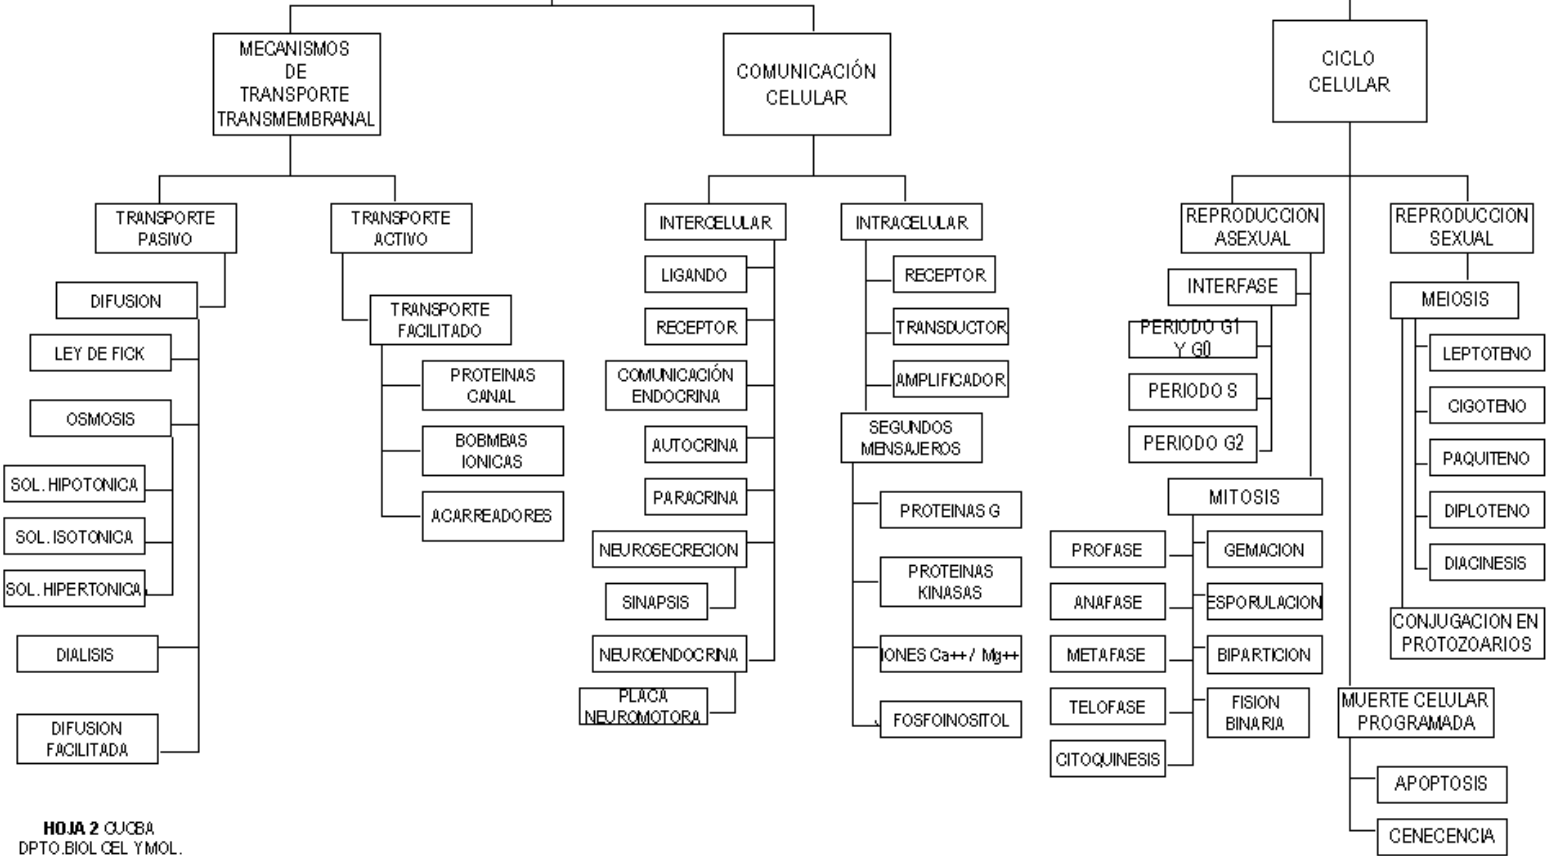 MECANISMOS
DE
TRANSPORTE
TRANSMEMBRANAL
TRANSPORTE
PASIVO
DIFUSION
LEY DE FICK
OSMOSIS
SOL. HIPOTONICA
SOL. ISOTONICA
SOL. HIPERTONICA
DIALISIS
DIFUSION
FACILITADA
TRANSPORTE
ACTIVO
TRANSPORTE
FACILITADO
PROTEINAS
CANAL
BOBMBAS
IONICAS
ACARREADORES
COMUNICACIÓN
CELULAR
INTERCELULAR
LIGANDO
RECEPTOR
COMUNICACIÓN
ENDOCRINA
AUTOCRINA
PARACRINA
NEUROSECRECION
SINAPSIS
NEUROENDOCRINA
PLACA
NEUROMOTORA
INTRACELULAR
RECEPTOR
TRANSDUCTOR
AMPLIFICADOR
SEGUNDOS
MENSAJEROS
PROTEINAS G
PROTEINAS
KINASAS
IONES Ca++ / Mg++
FOSFOINOSITOL
CICLO
CELULAR
REPRODUCCION
ASEXUAL
INTERFASE
PERIODO G1
Y G0
PERIODO S
PERIODO G2
MITOSIS
PROFASE
ANAFASE
METAFASE
TELOFASE
CITOQUINESIS
GEMACION
ESPORULACION
BIPARTICION
FISION
BINARIA
REPRODUCCION
SEXUAL
MEIOSIS
LEPTOTENO
CIGOTENO
PAQUITENO
DIPLOTENO
DIACINESIS
CONJUGACION EN
PROTOZOARIOS
MUERTE CELULAR
PROGRAMADA
APOPTOSIS
CENECENCIA
HOJA 2 CUCBA
DPTO.BIOL CEL Y MOL.